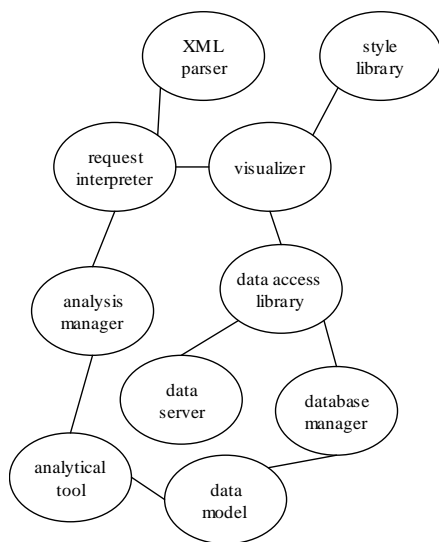 XML
parser
style
library
request
interpreter
visualizer
data access
library
analysis
manager
data
server
database
manager
analytical
tool
data
model